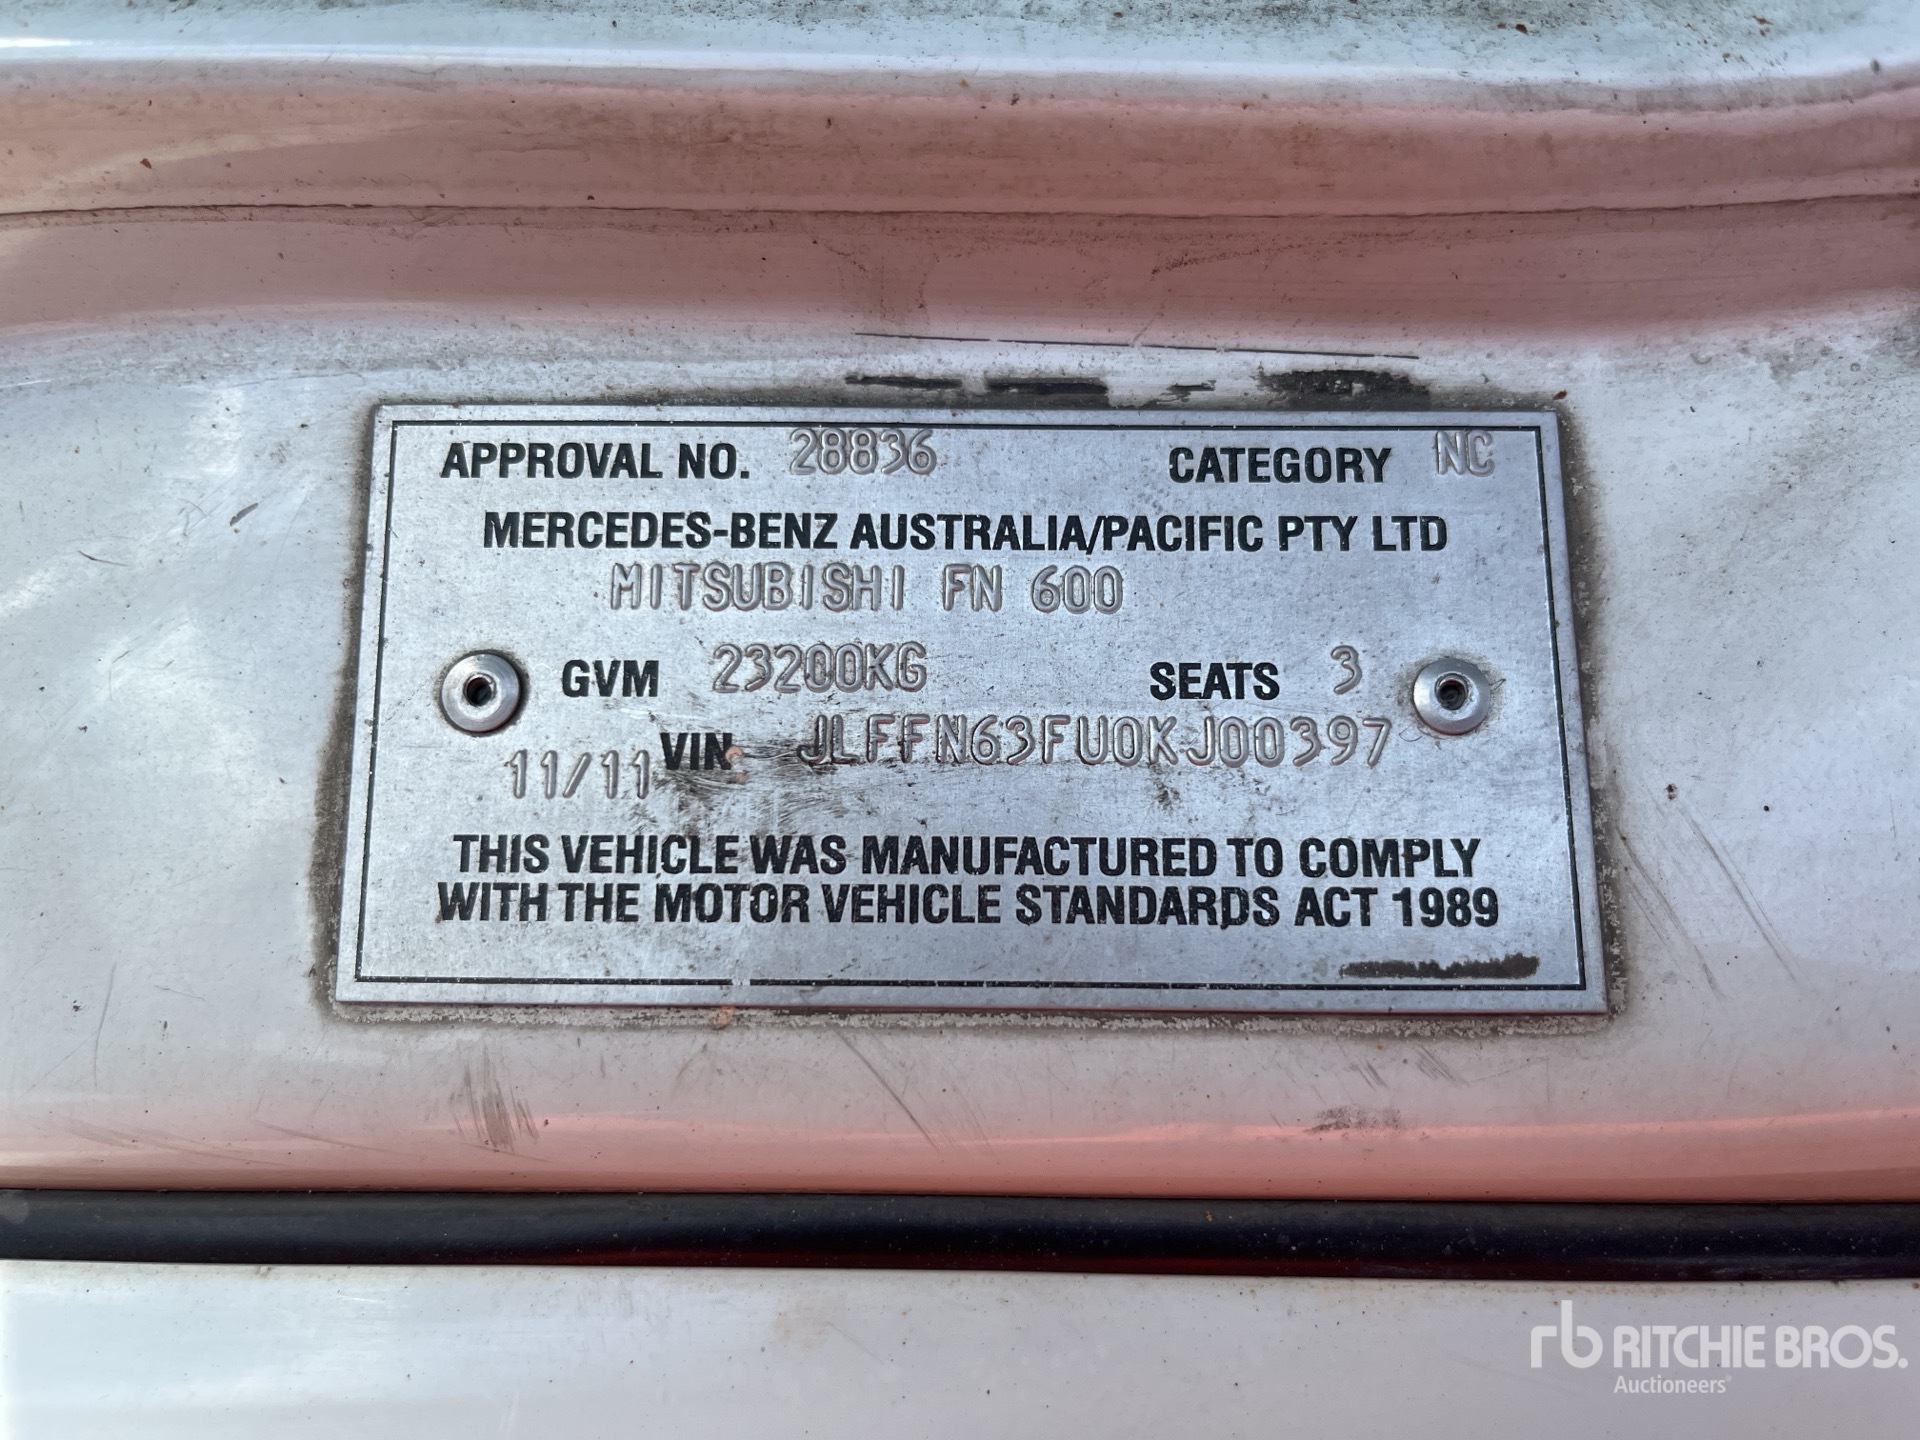 APPROVAL NO. 28836 CATEGORY NC
MERCEDES-BENZ AUSTRALIA/PACIFIC PTY LTD
MITSUBISHI FN 600
GVM 23200KG SEATS 3
11/11 VIN JLFFN63FU0KJ00397
THIS VEHICLE WAS MANUFACTURED TO COMPLY
WITH THE MOTOR VEHICLE STANDARDS ACT 1989
rb RITCHIE BROS.
Auctioneers